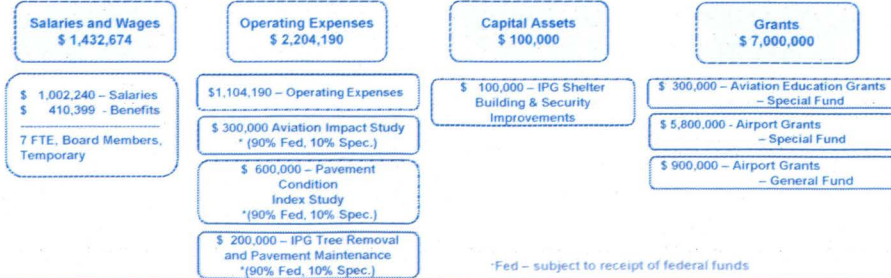 Salaries and Wages
$ 1,432,674
$ 1,002,240 – Salaries
$ 410,399 - Benefits
7 FTE, Board Members,
Temporary
Operating Expenses
$ 2,204,190
$1,104,190 – Operating Expenses
$ 300,000 Aviation Impact Study
* (90% Fed, 10% Spec.)
$ 600,000 – Pavement
Condition
Index Study
*(90% Fed, 10% Spec.)
$ 200,000 – IPG Tree Removal
and Pavement Maintenance
*(90% Fed, 10% Spec.)
Capital Assets
$ 100,000
$ 100,000 – IPG Shelter
Building & Security
Improvements
Grants
$ 7,000,000
$ 300,000 – Aviation Education Grants
– Special Fund
$ 5,800,000 - Airport Grants
– Special Fund
$ 900,000 – Airport Grants
– General Fund
*Fed – subject to receipt of federal funds